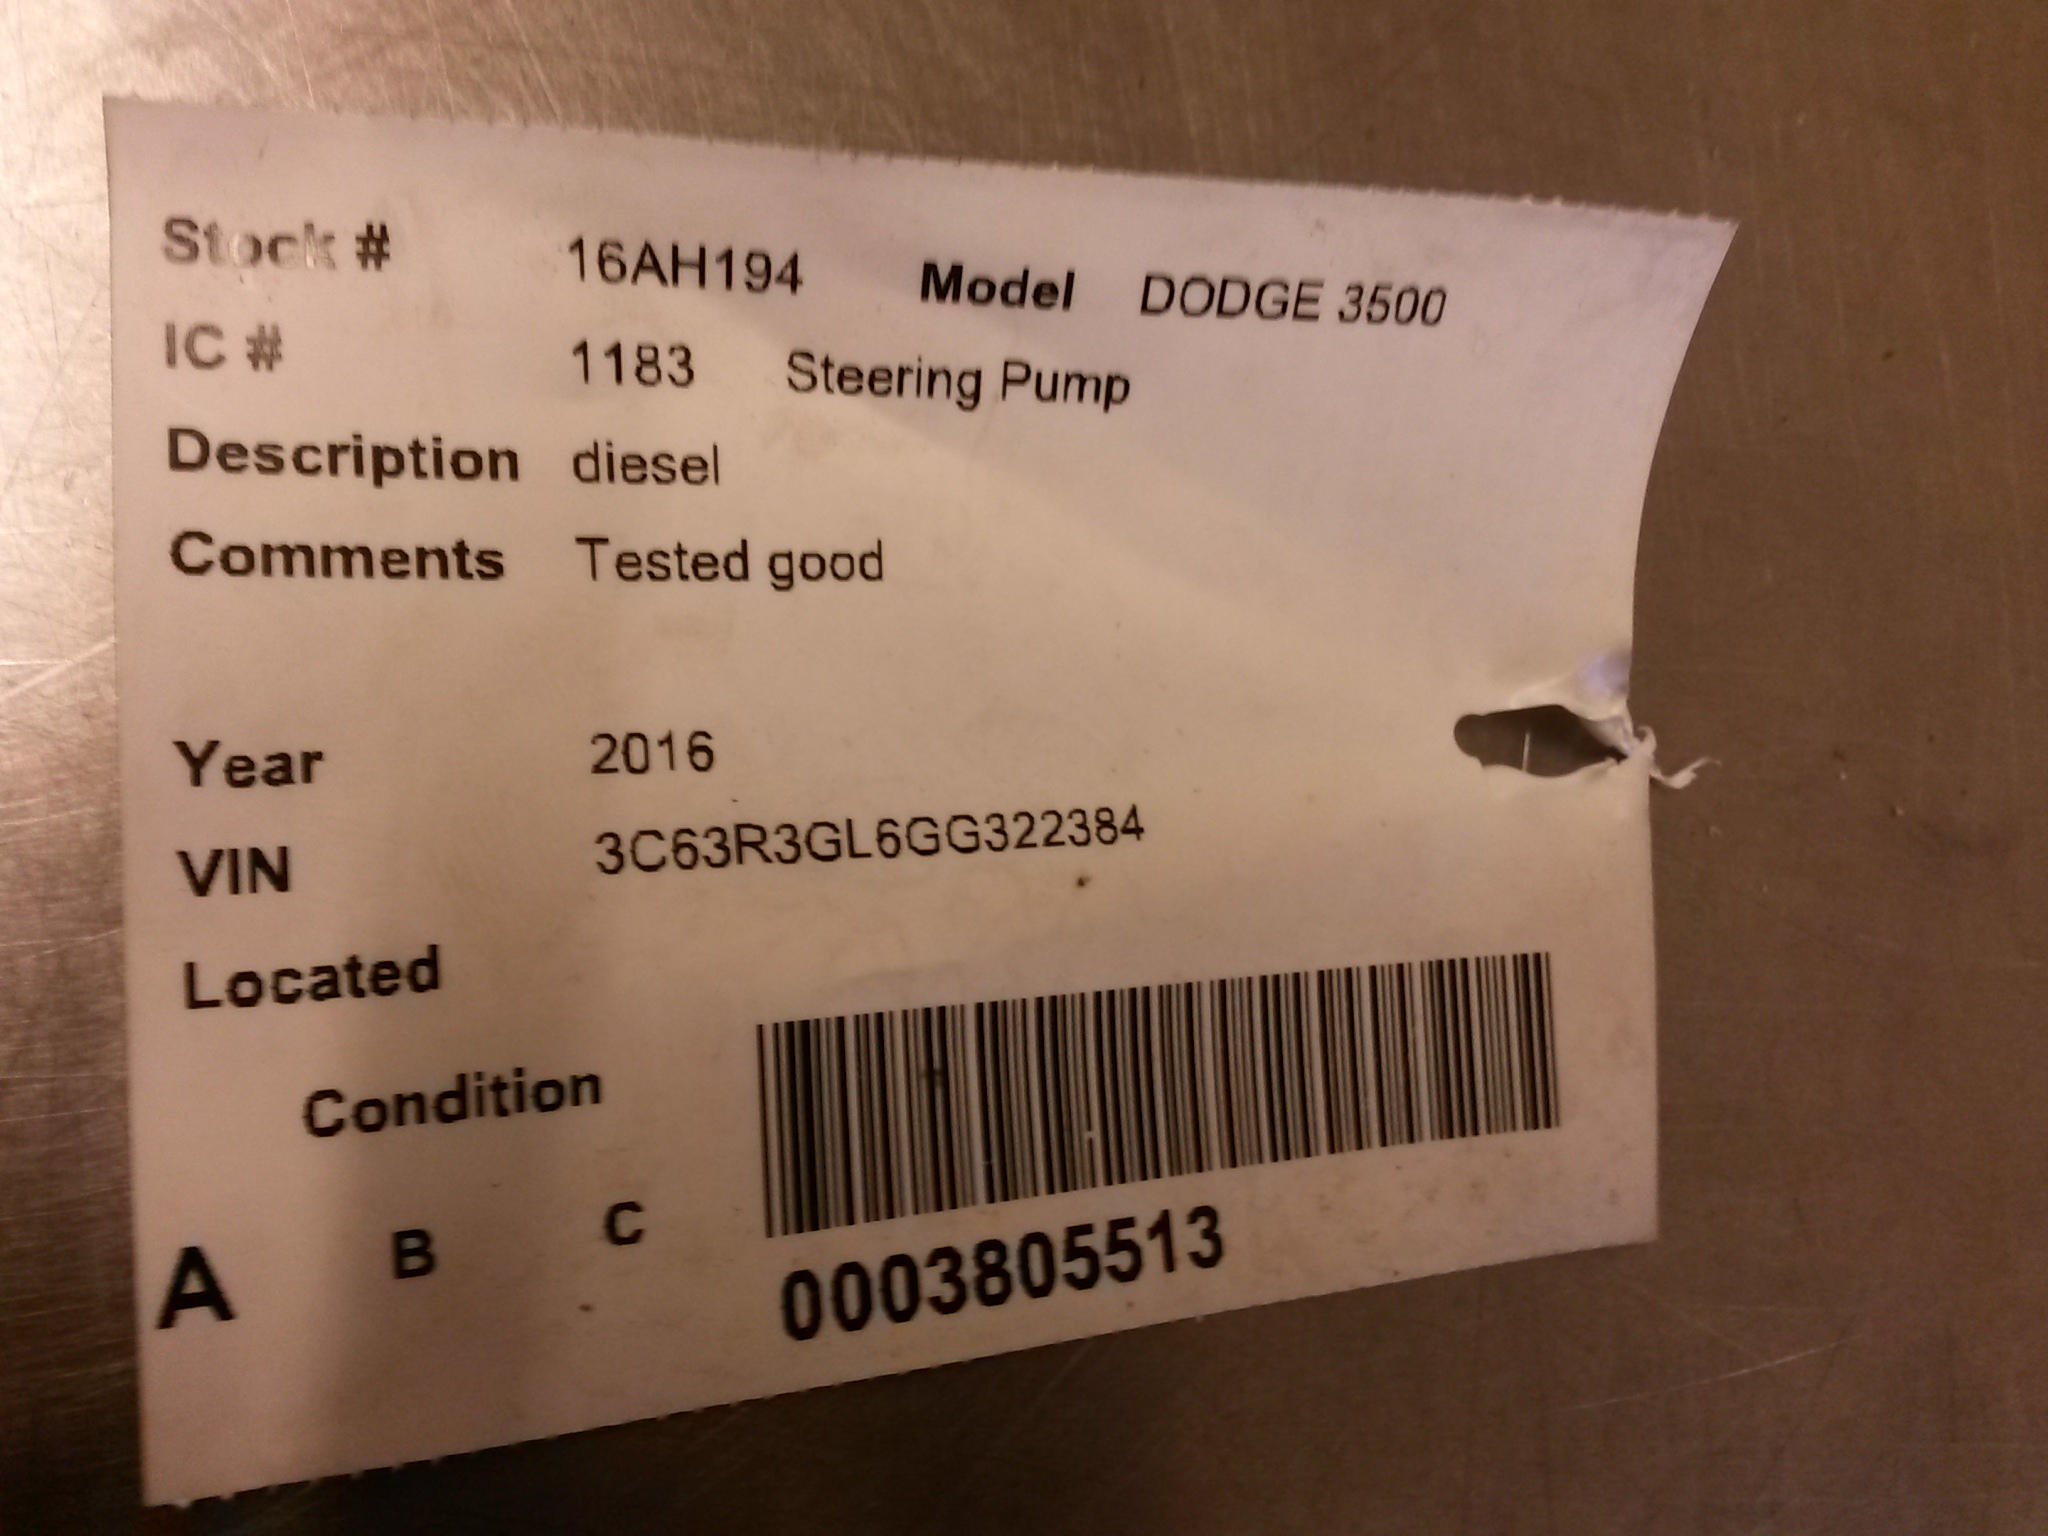 Stock # 16AH194 Model DODGE 3500
IC # 1183 Steering Pump
Description diesel
Comments Tested good
Year 2016
VIN 3C63R3GL6GG322384
Located
Condition
A B C
0003805513